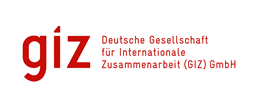 giz
Deutsche Gesellschaft
für Internationale
Zusammenarbeit (GIZ) GmbH